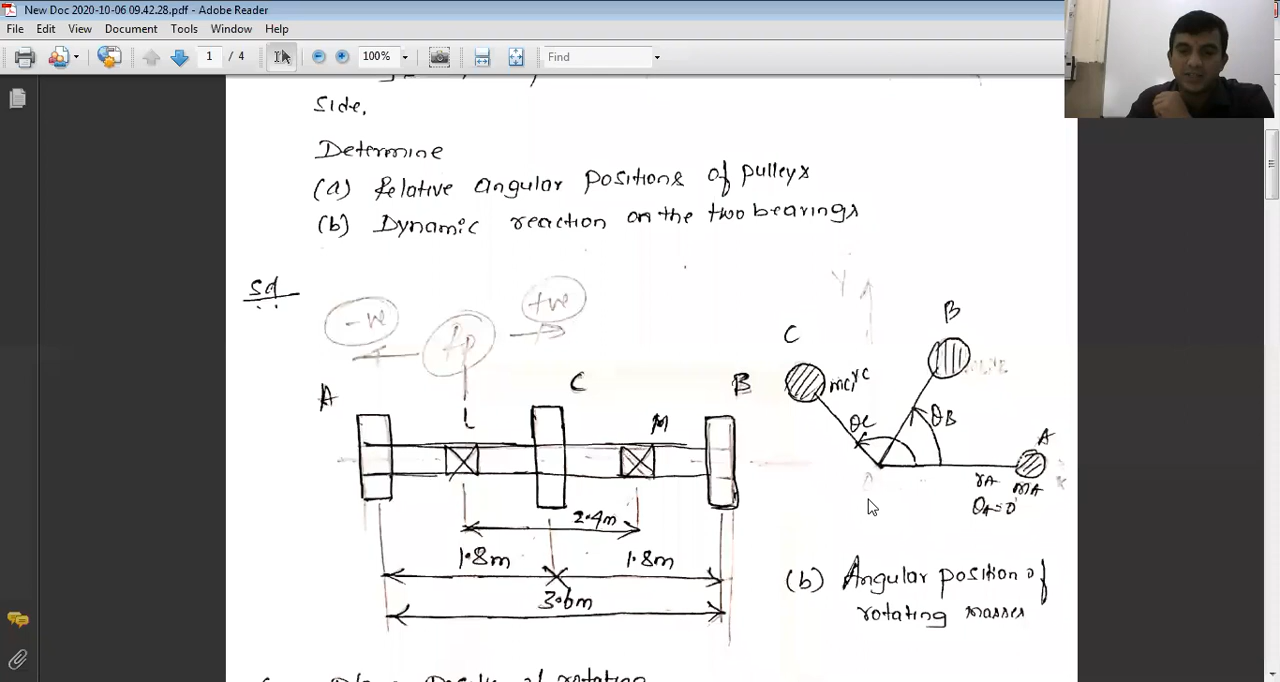 New Doc 2020-10-06 09.42.28.pdf - Adobe Reader
File Edit View Document Tools Window Help
1 / 4 100% Find
Side.
Determine
(a) Relative angular positions of pulleys
(b) Dynamic reaction on the two bearings
Sol
-ve
+ve
Y
B
C
A
C
B
L
M
mC rC
θC
θB
A
rA mA
θA=0°
2.4m
1.8m
1.8m
3.6m
(b) Angular position of
rotating masses